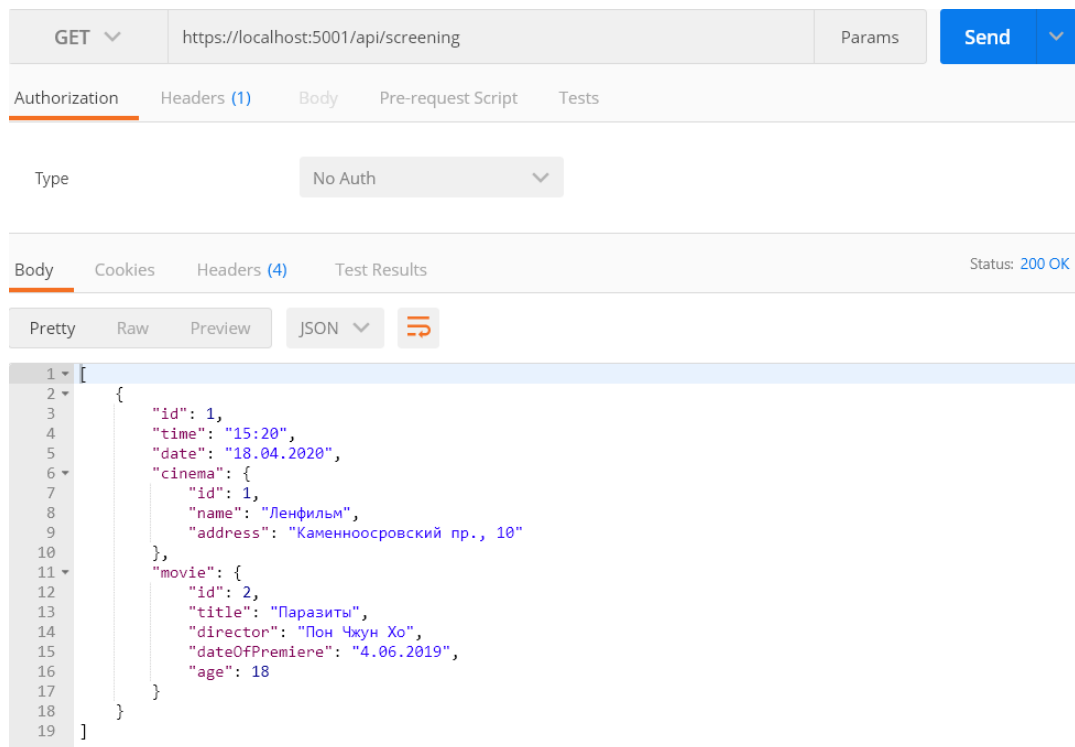 GET https://localhost:5001/api/screening Params Send
Authorization Headers (1) Body Pre-request Script Tests
Type No Auth
Body Cookies Headers (4) Test Results Status: 200 OK
Pretty Raw Preview JSON
1 [
2 {
3 "id": 1,
4 "time": "15:20",
5 "date": "18.04.2020",
6 "cinema": {
7 "id": 1,
8 "name": "Ленфильм",
9 "address": "Каменноосровский пр., 10"
10 },
11 "movie": {
12 "id": 2,
13 "title": "Паразиты",
14 "director": "Пон Чжун Хо",
15 "dateOfPremiere": "4.06.2019",
16 "age": 18
17 }
18 }
19 ]